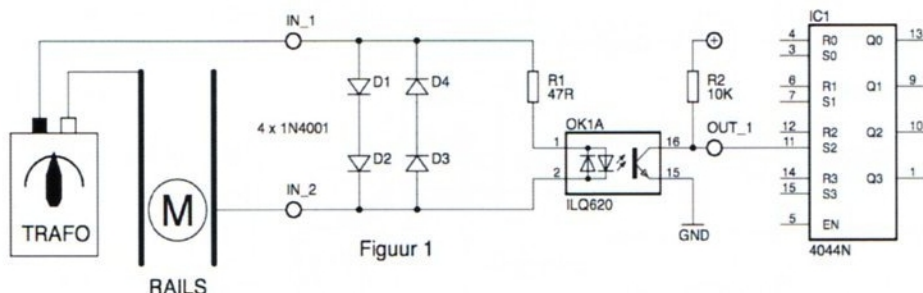 IN_1
D1
D4
4 x 1N4001
D2
D3
IN_2
TRAFO
M
RAILS
Figuur 1
R1
47R
OK1A
1
2
16
15
ILQ620
R2
10K
OUT_1
GND
IC1
4 R0 Q0 13
3 S0
6 R1 Q1 9
7 S1
12 R2 Q2 10
11 S2
14 R3 Q3 1
15 S3
5 EN
4044N